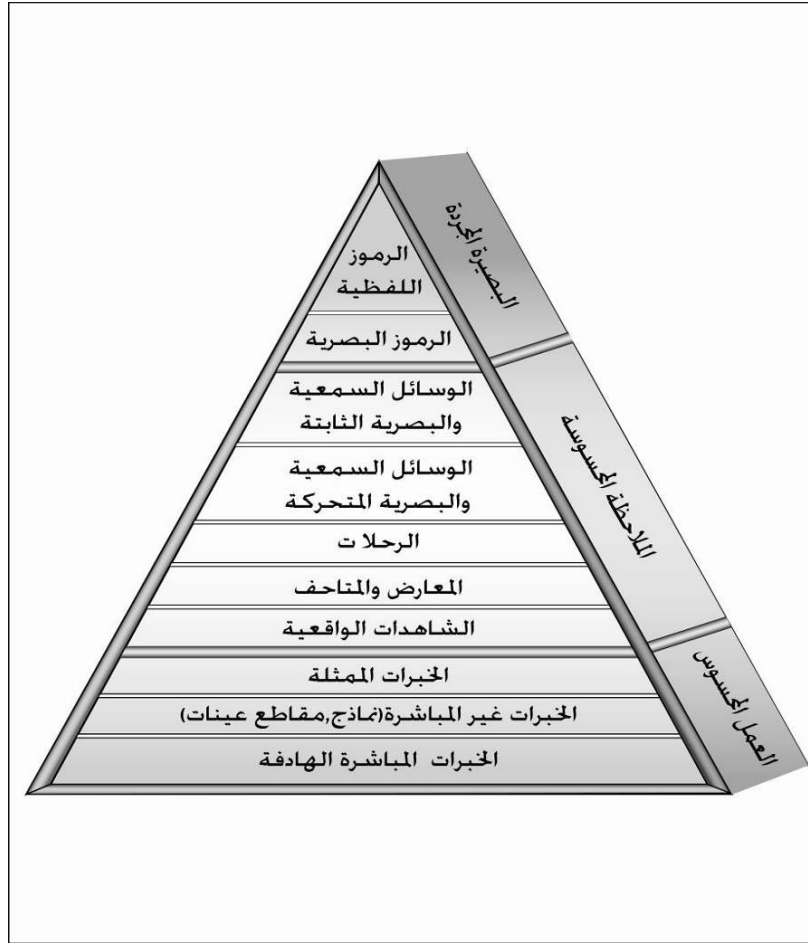 الرموز
اللفظية
الرموز البصرية
الوسائل السمعية
والبصرية الثابتة
الوسائل السمعية
والبصرية المتحركة
الرحلات
المعارض والمتاحف
الشاهدات الواقعية
الخبرات الممثلة
الخبرات غير المباشرة(نماذج,مقاطع عينات)
الخبرات المباشرة الهادفة
البصيرة المجردة
الملاحظة المحسوسة
العمل المحسوس